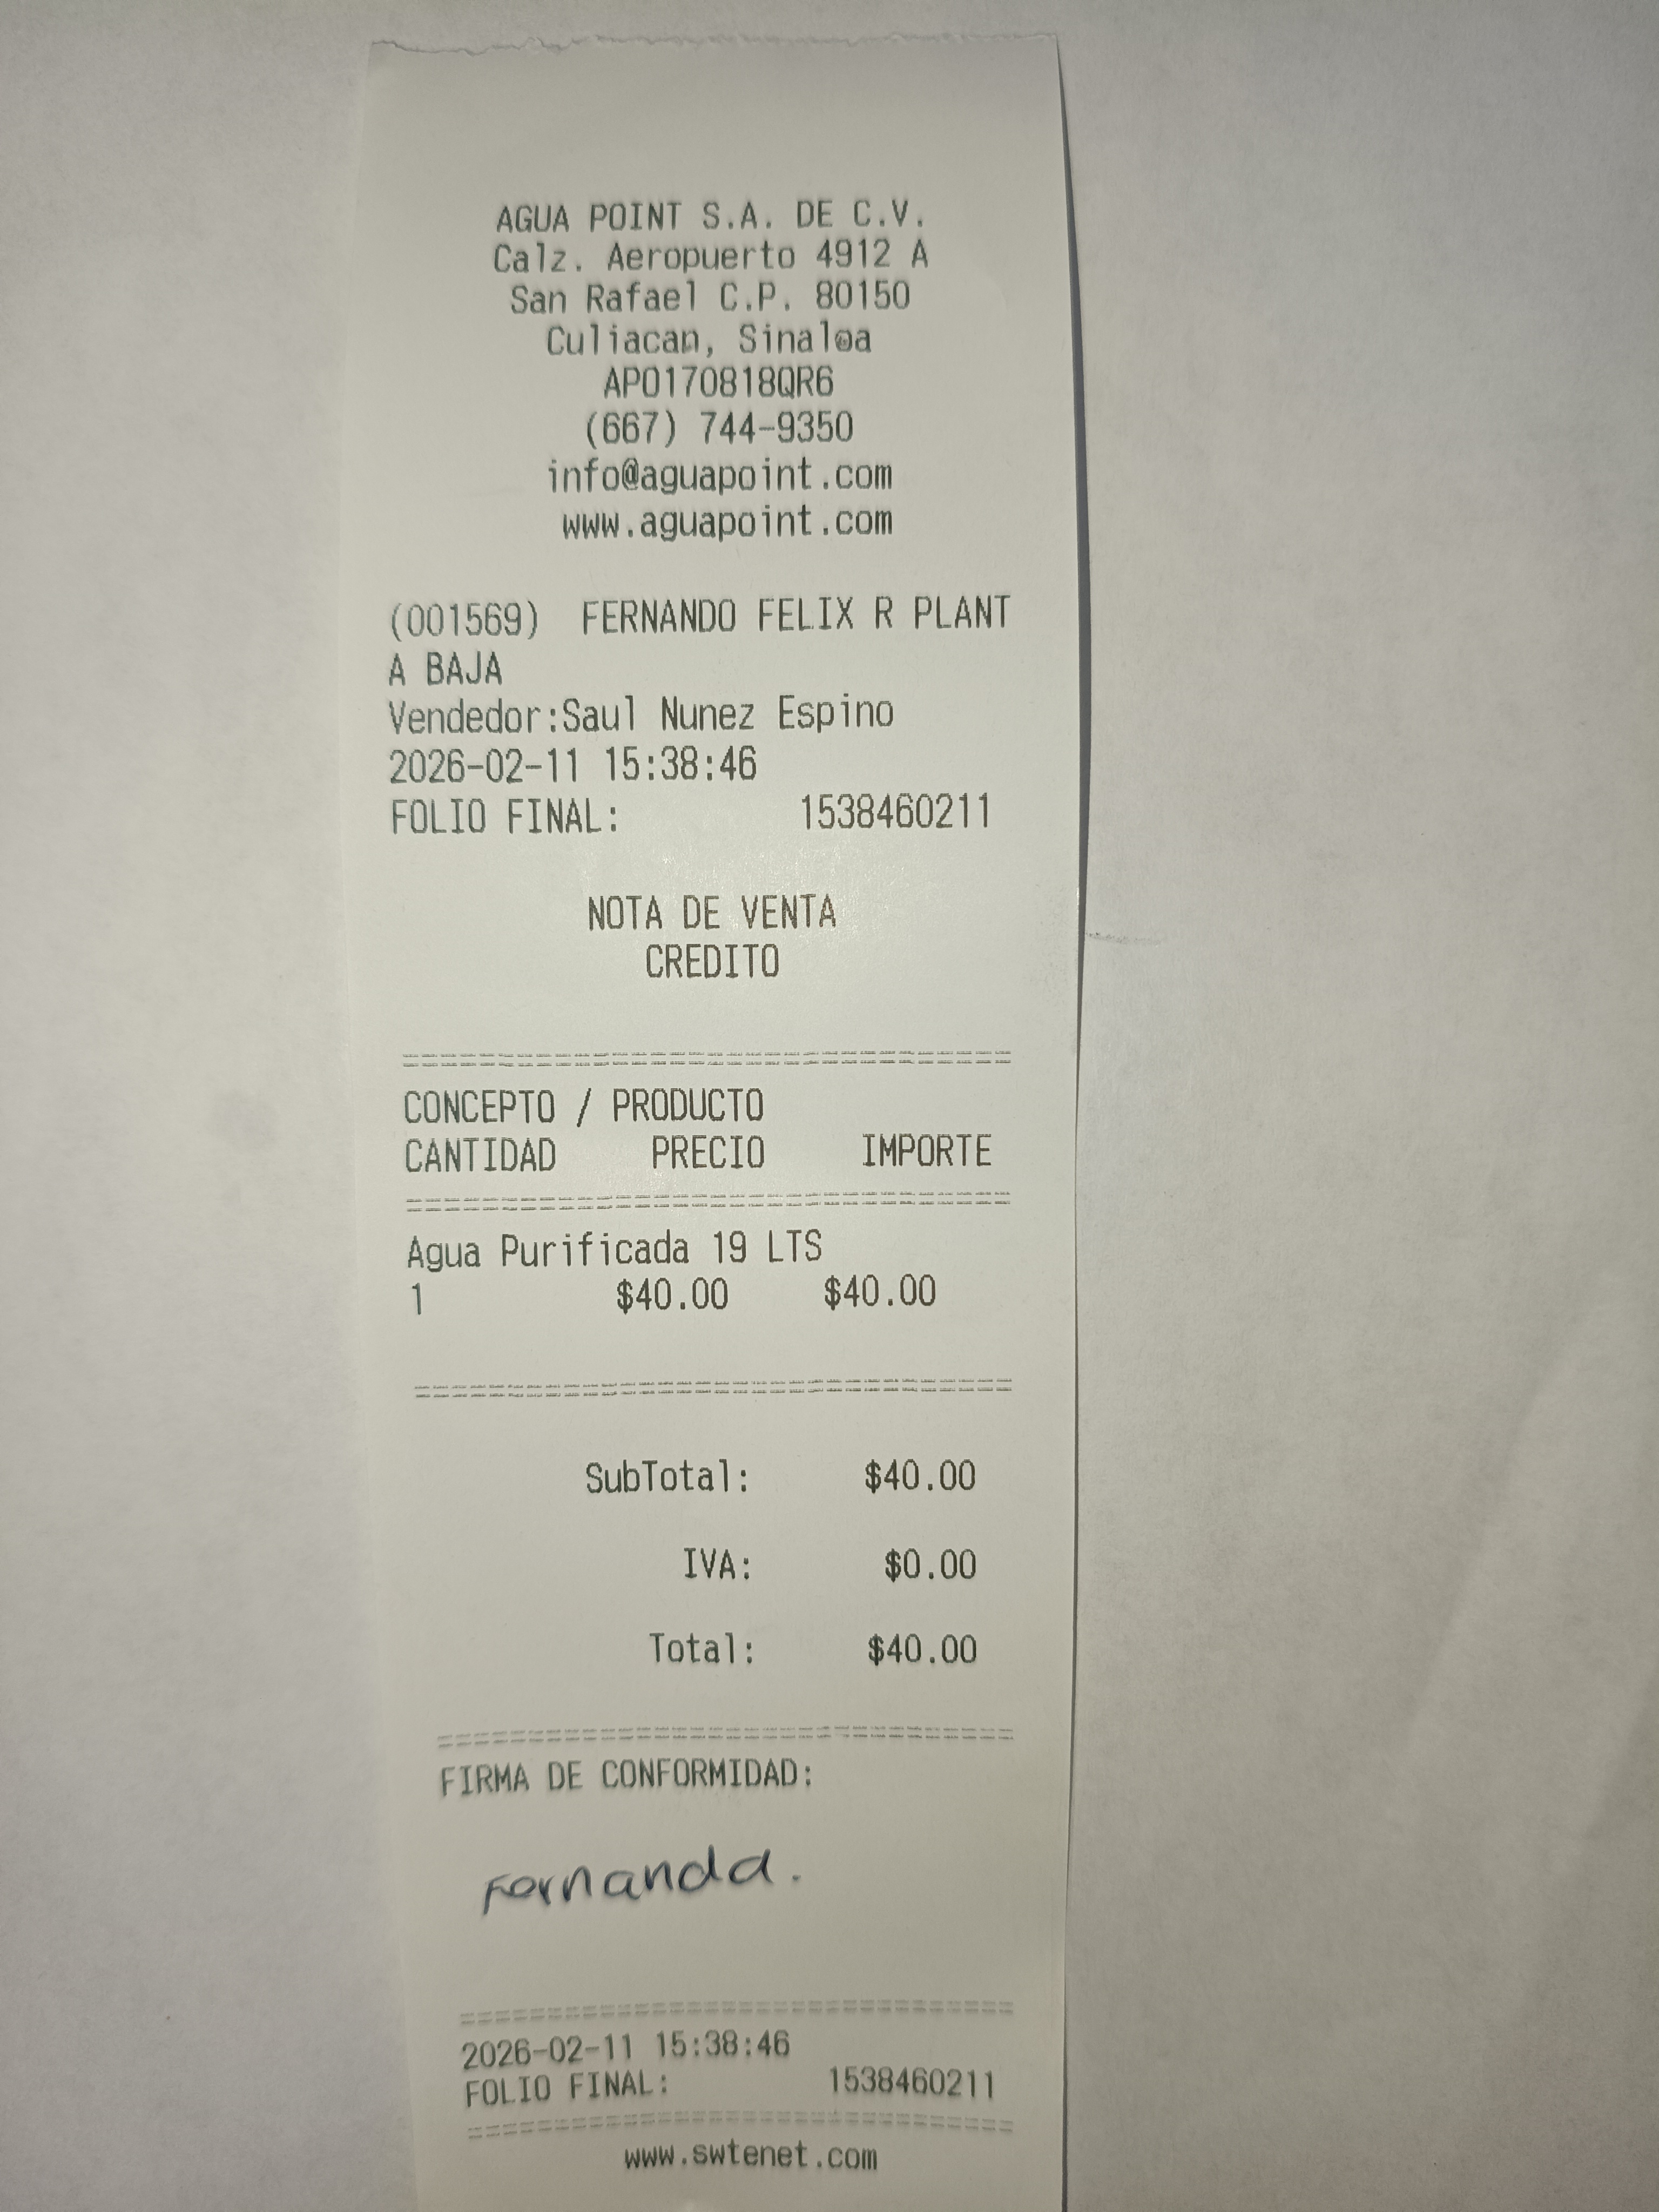 AGUA POINT S.A. DE C.V.
Calz. Aeropuerto 4912 A
San Rafael C.P. 80150
Culiacan, Sinaloa
APO170818QR6
(667) 744-9350
info@aguapoint.com
www.aguapoint.com
(001569) FERNANDO FELIX R PLANT
A BAJA
Vendedor:Saul Nunez Espino
2026-02-11 15:38:46
FOLIO FINAL: 1538460211
NOTA DE VENTA
CREDITO
CONCEPTO / PRODUCTO
CANTIDAD PRECIO IMPORTE
Agua Purificada 19 LTS
1 $40.00 $40.00
SubTotal: $40.00
IVA: $0.00
Total: $40.00
FIRMA DE CONFORMIDAD:
Fernanda.
2026-02-11 15:38:46
FOLIO FINAL: 1538460211
www.swtenet.com